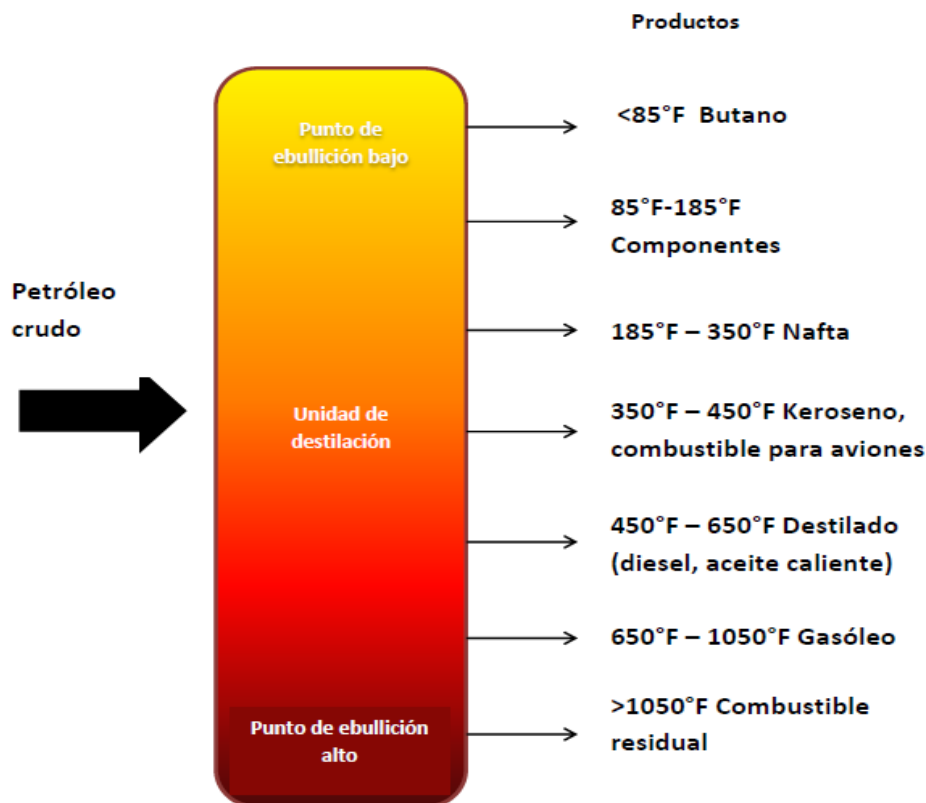 Productos
Punto de
ebullición bajo
<85°F  Butano
85°F-185°F
Componentes
Petróleo
crudo
185°F – 350°F Nafta
Unidad de
destilación
350°F – 450°F Keroseno,
combustible para aviones
450°F – 650°F Destilado
(diesel, aceite caliente)
650°F – 1050°F Gasóleo
Punto de ebullición
alto
>1050°F Combustible
residual